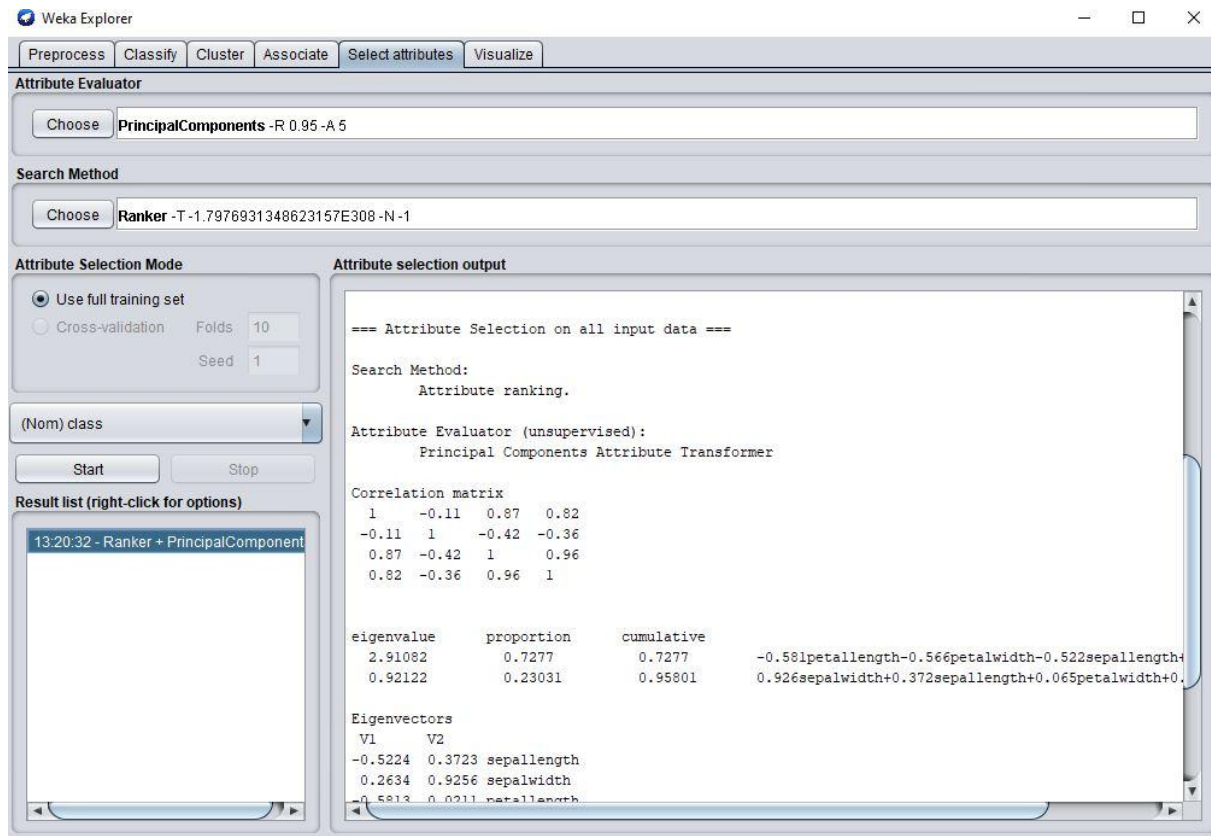 Weka Explorer
Preprocess Classify Cluster Associate Select attributes Visualize
Attribute Evaluator
Choose PrincipalComponents -R 0.95 -A 5
Search Method
Choose Ranker -T -1.7976931348623157E308 -N -1
Attribute Selection Mode
Use full training set
Cross-validation Folds 10
Seed 1
(Nom) class
Start Stop
Result list (right-click for options)
13:20:32 - Ranker + PrincipalComponent
Attribute selection output
=== Attribute Selection on all input data ===
Search Method:
Attribute ranking.
Attribute Evaluator (unsupervised):
Principal Components Attribute Transformer
Correlation matrix
1 -0.11 0.87 0.82
-0.11 1 -0.42 -0.36
0.87 -0.42 1 0.96
0.82 -0.36 0.96 1
eigenvalue proportion cumulative
2.91082 0.7277 0.7277 -0.581petallength-0.566petalwidth-0.522sepallength+
0.92122 0.23031 0.95801 0.926sepalwidth+0.372sepallength+0.065petalwidth+0.
Eigenvectors
V1 V2
-0.5224 0.3723 sepallength
0.2634 0.9256 sepalwidth
-0.5813 0.0211 petallength